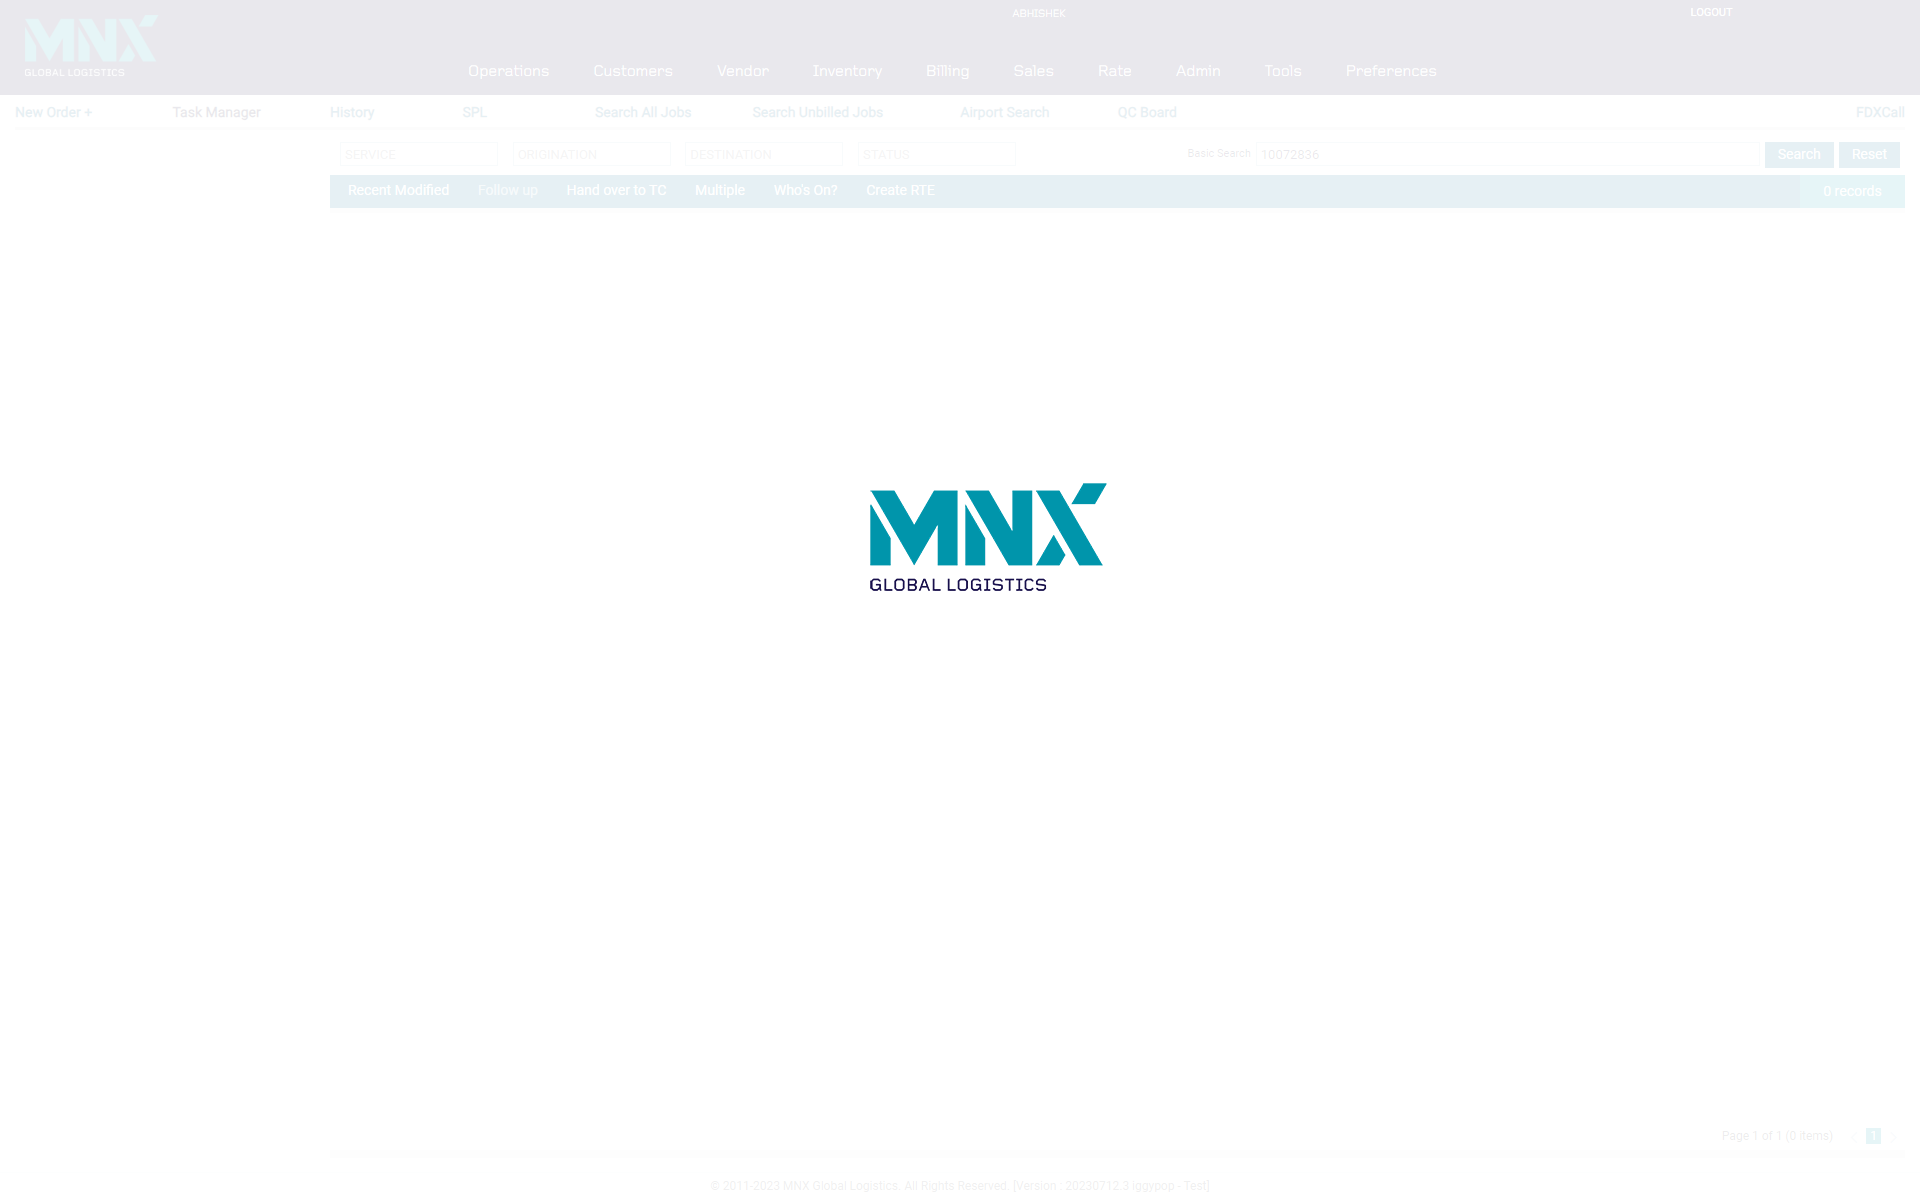 MNX
GLOBAL LOGISTICS
ABHISHEK
LOGOUT
Operations Customers Vendor Inventory Billing Sales Rate Admin Tools Preferences
New Order + Task Manager History SPL Search All Jobs Search Unbilled Jobs Airport Search QC Board FDXCall
SERVICE ORIGINATION DESTINATION STATUS Basic Search 10072836 Search Reset
Recent Modified Follow up Hand over to TC Multiple Who's On? Create RTE 0 records
MNX
GLOBAL LOGISTICS
Page 1 of 1 (0 items) 1
© 2011-2023 MNX Global Logistics. All Rights Reserved. [Version : 20230712.3 iggypop - Test]